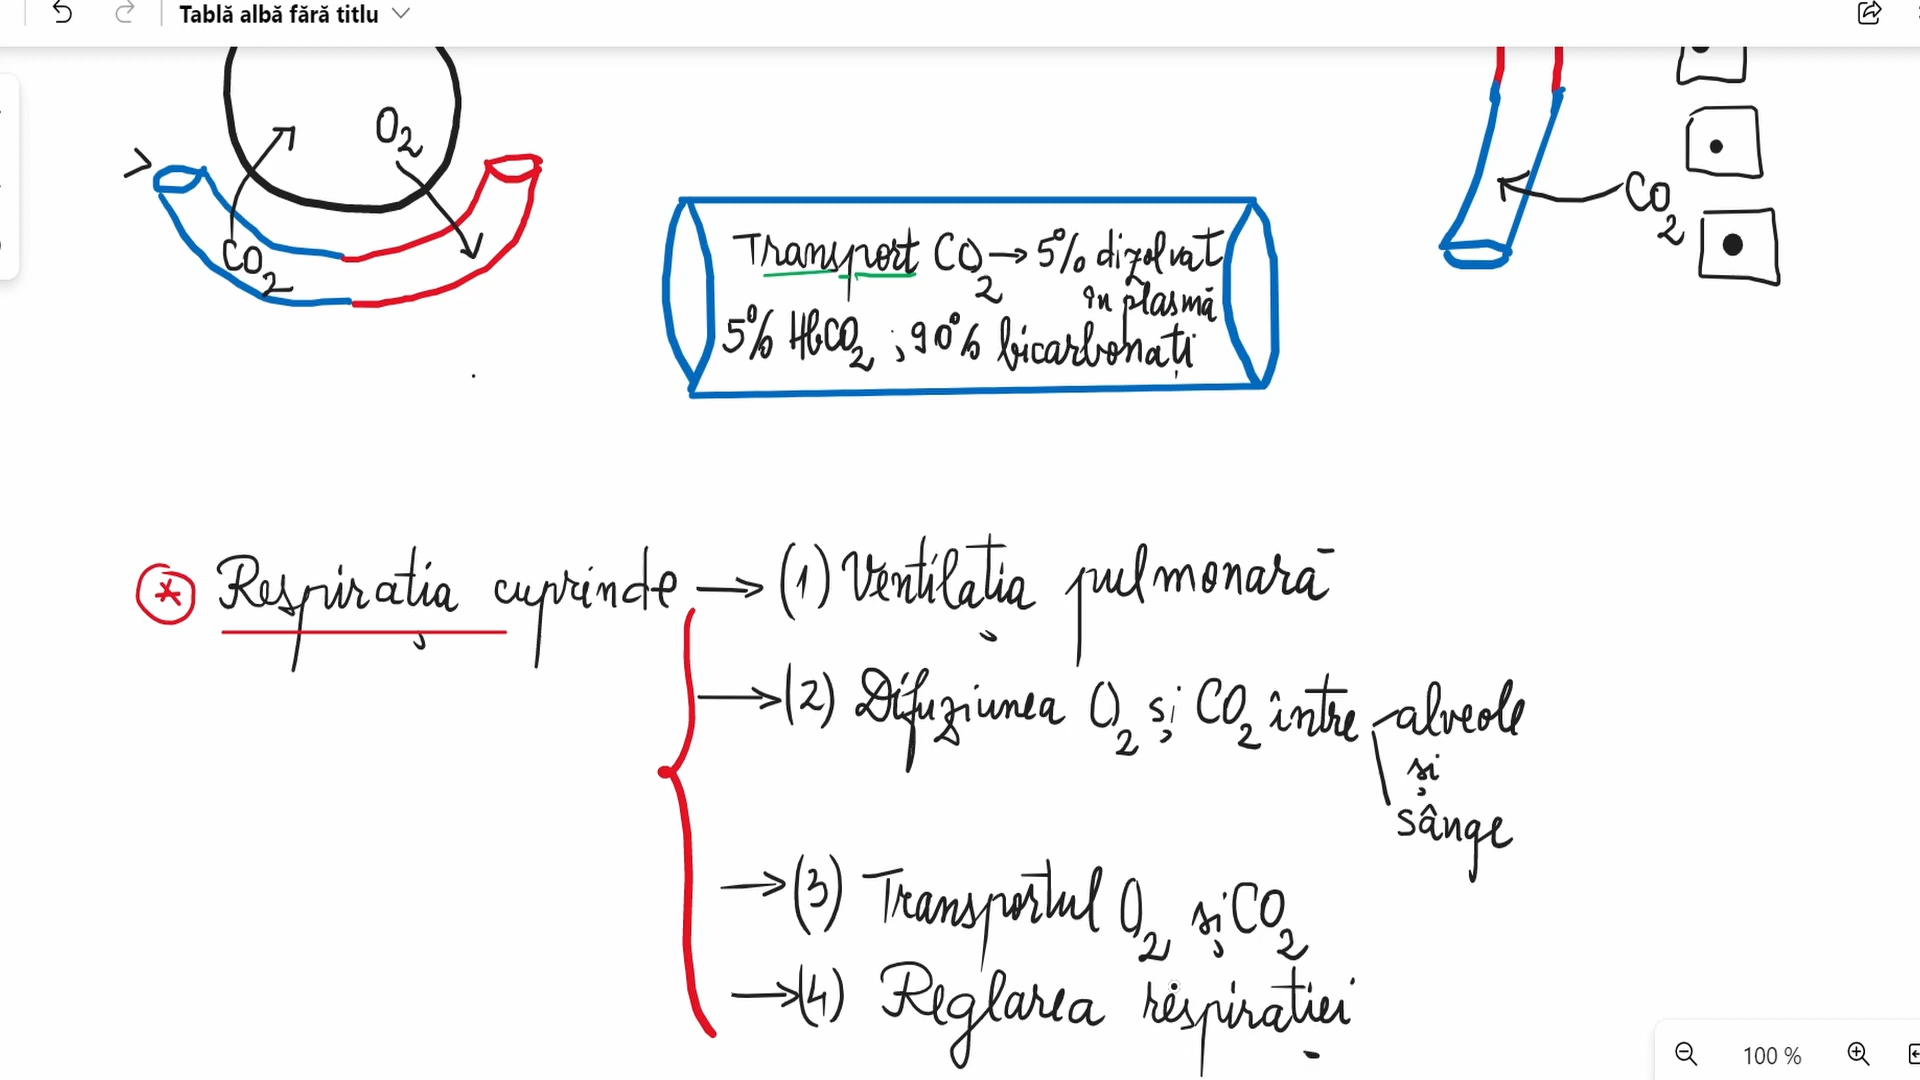 Tablă albă fără titlu
O2
CO2
Transport CO2 → 5% dizolvat
în plasmă
5% HbCO2 ; 90% bicarbonați
CO2
* Respirația cuprinde → (1) Ventilația pulmonară
→ (2) Difuziunea O2 și CO2 între alveole
și
sânge
→ (3) Transportul O2 și CO2
→ (4) Reglarea respirației
100 %